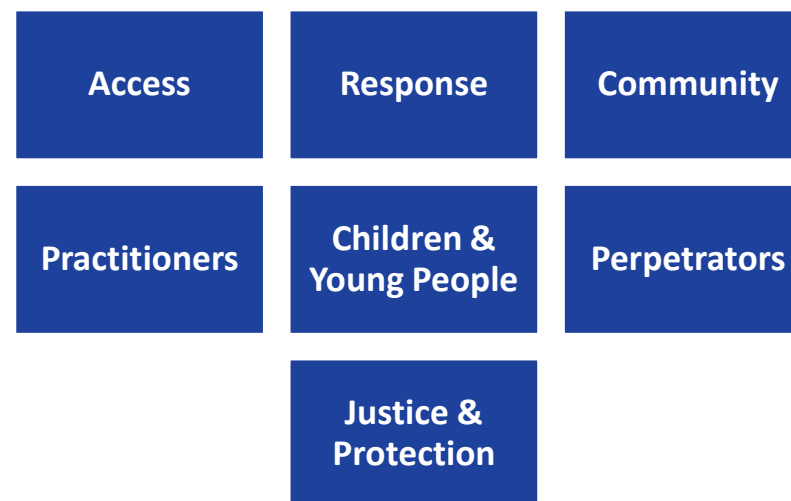 Access
Response
Community
Practitioners
Children &
Young People
Perpetrators
Justice &
Protection